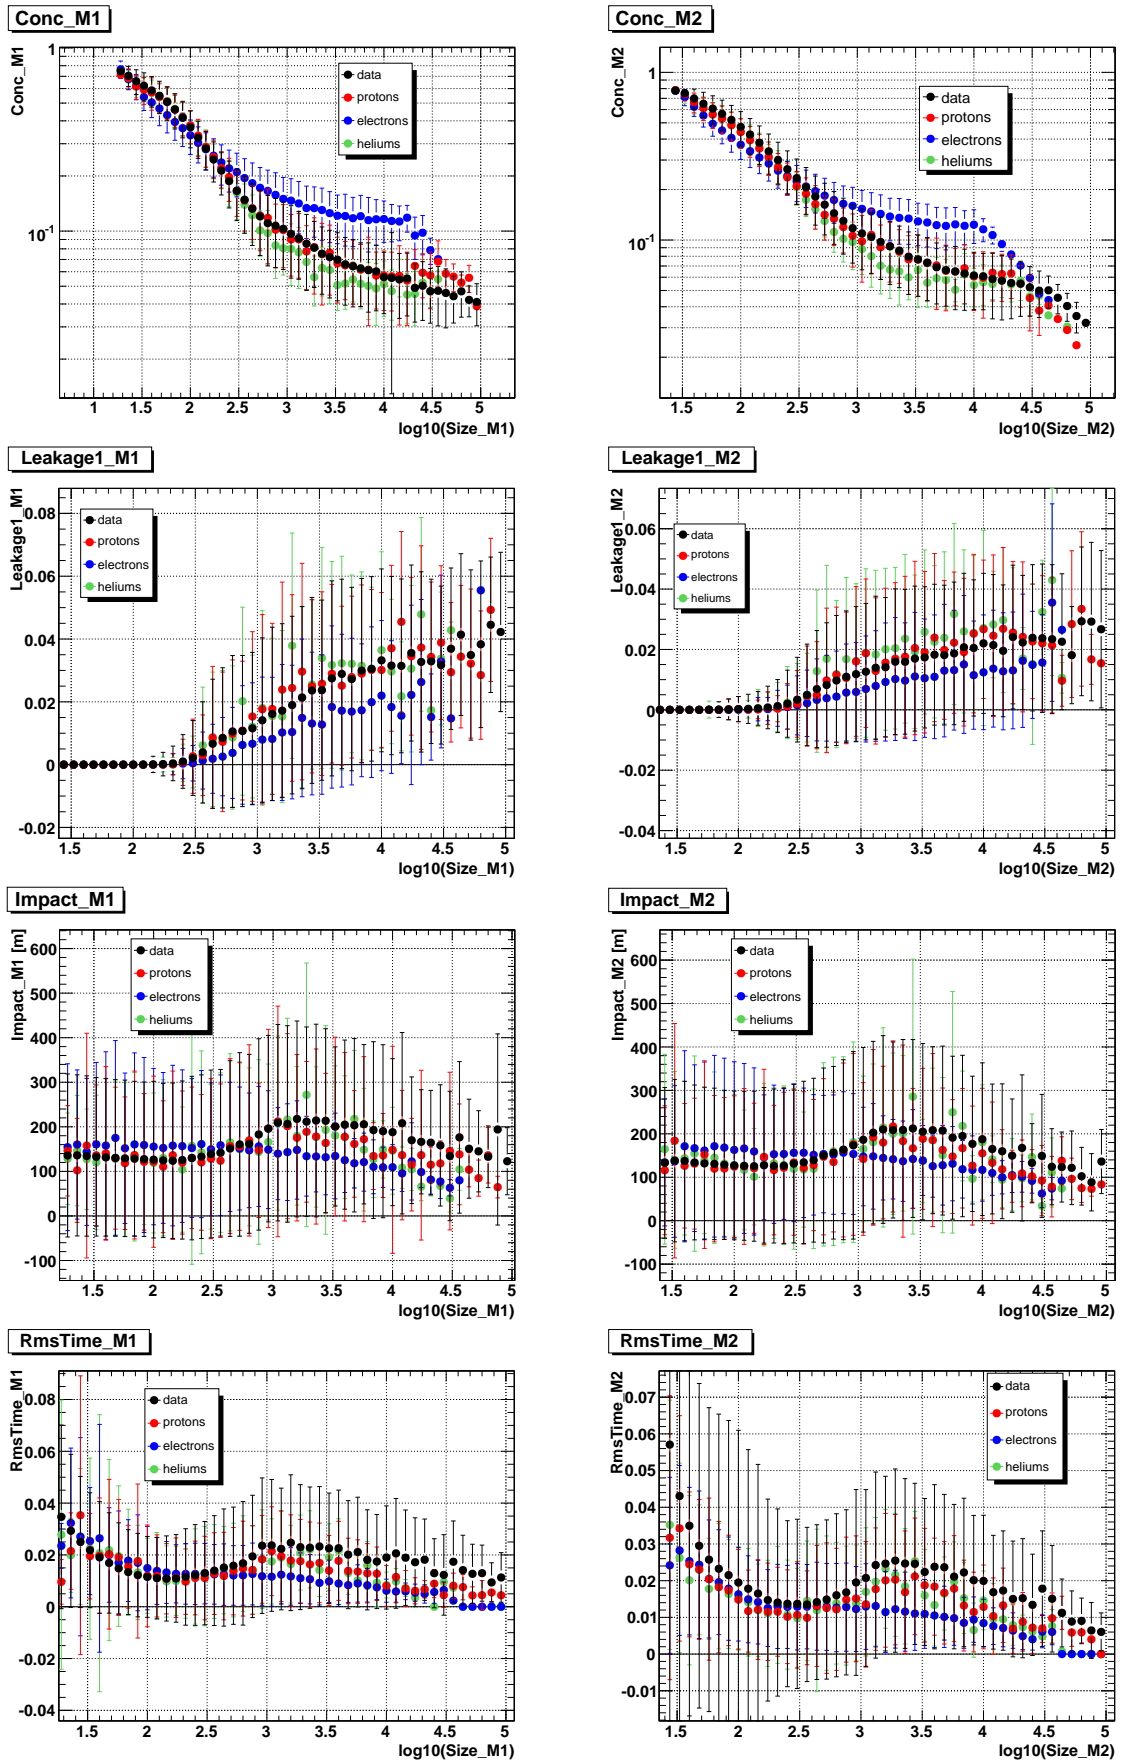 Conc_M1
Conc_M1
1
10-1
data
protons
electrons
heliums
1 1.5 2 2.5 3 3.5 4 4.5 5
log10(Size_M1)
Conc_M2
Conc_M2
1
10-1
data
protons
electrons
heliums
1.5 2 2.5 3 3.5 4 4.5 5
log10(Size_M2)
Leakage1_M1
Leakage1_M1
0.08
0.06
0.04
0.02
0
-0.02
data
protons
electrons
heliums
1.5 2 2.5 3 3.5 4 4.5 5
log10(Size_M1)
Leakage1_M2
Leakage1_M2
0.06
0.04
0.02
0
-0.02
-0.04
data
protons
electrons
heliums
1.5 2 2.5 3 3.5 4 4.5 5
log10(Size_M2)
Impact_M1
Impact_M1 [m]
600
500
400
300
200
100
0
-100
data
protons
electrons
heliums
1.5 2 2.5 3 3.5 4 4.5 5
log10(Size_M1)
Impact_M2
Impact_M2 [m]
600
500
400
300
200
100
0
-100
data
protons
electrons
heliums
1.5 2 2.5 3 3.5 4 4.5 5
log10(Size_M2)
RmsTime_M1
RmsTime_M1
0.08
0.06
0.04
0.02
0
-0.02
-0.04
data
protons
electrons
heliums
1.5 2 2.5 3 3.5 4 4.5 5
log10(Size_M1)
RmsTime_M2
RmsTime_M2
0.07
0.06
0.05
0.04
0.03
0.02
0.01
0
-0.01
data
protons
electrons
heliums
1.5 2 2.5 3 3.5 4 4.5 5
log10(Size_M2)